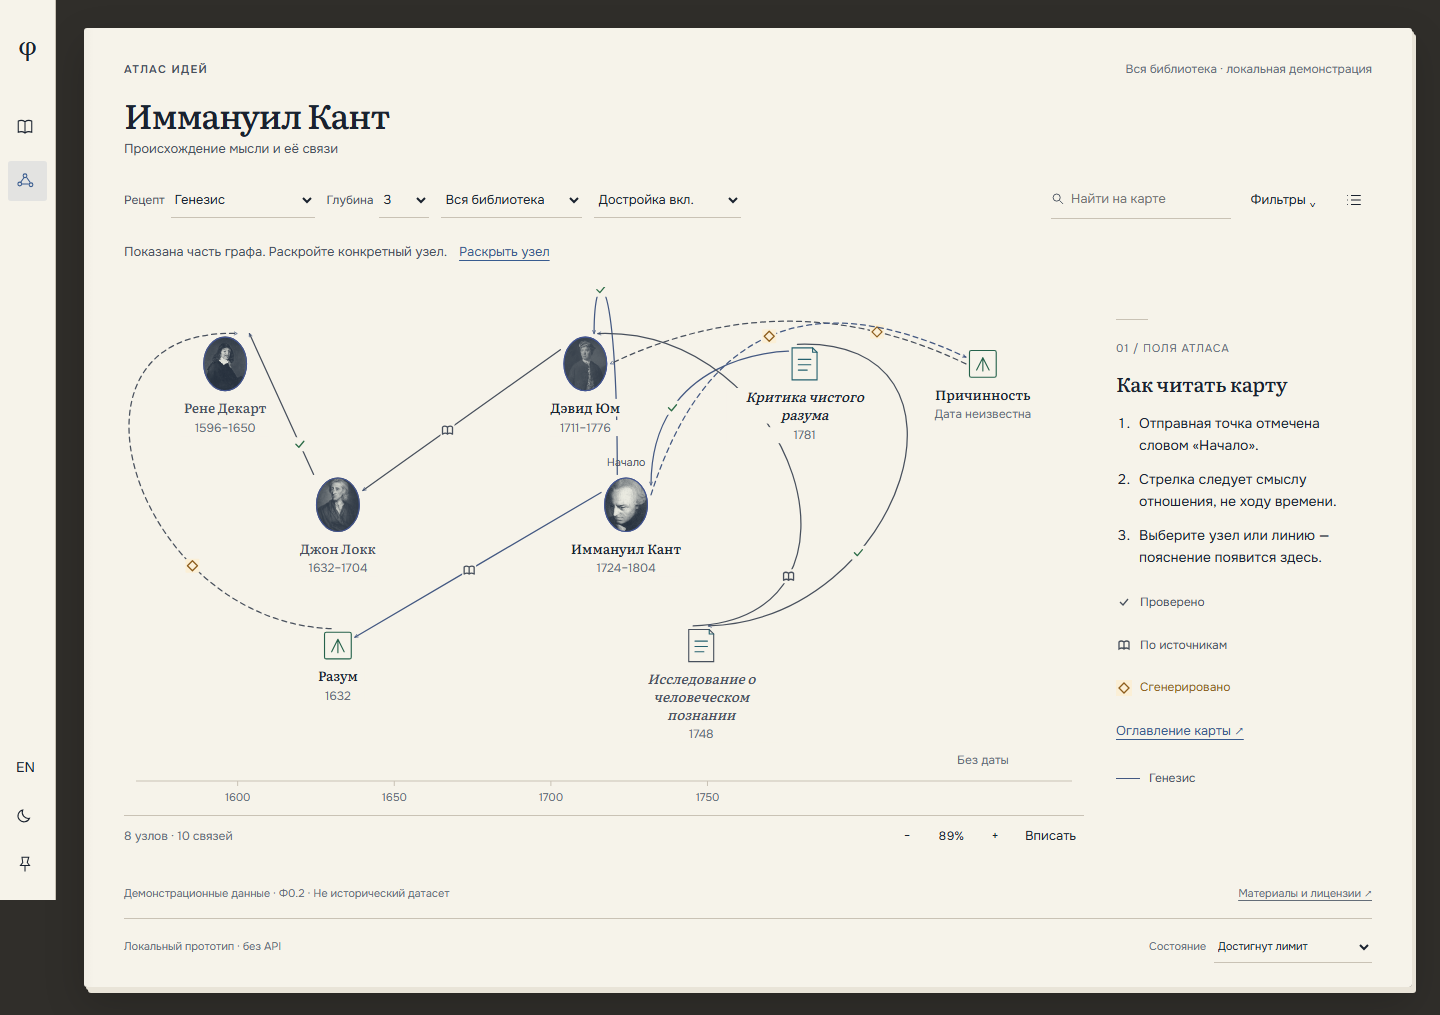 φ
АТЛАС ИДЕЙ
Вся библиотека · локальная демонстрация
Иммануил Кант
Происхождение мысли и её связи
Рецепт Генезис Глубина 3 Вся библиотека Достройка вкл.
Найти на карте Фильтры
Показана часть графа. Раскройте конкретный узел. Раскрыть узел
Рене Декарт
1596–1650
Дэвид Юм
1711–1776
Критика чистого
разума
1781
Причинность
Дата неизвестна
Начало
Джон Локк
1632–1704
Иммануил Кант
1724–1804
Разум
1632
Исследование о
человеческом
познании
1748
Без даты
1600 1650 1700 1750
8 узлов · 10 связей
− 89% + Вписать
01 / ПОЛЯ АТЛАСА
Как читать карту
1. Отправная точка отмечена
словом «Начало».
2. Стрелка следует смыслу
отношения, не ходу времени.
3. Выберите узел или линию —
пояснение появится здесь.
Проверено
По источникам
Сгенерировано
Оглавление карты ↗
Генезис
EN
Демонстрационные данные · Ф0.2 · Не исторический датасет
Материалы и лицензии ↗
Локальный прототип · без API
Состояние Достигнут лимит